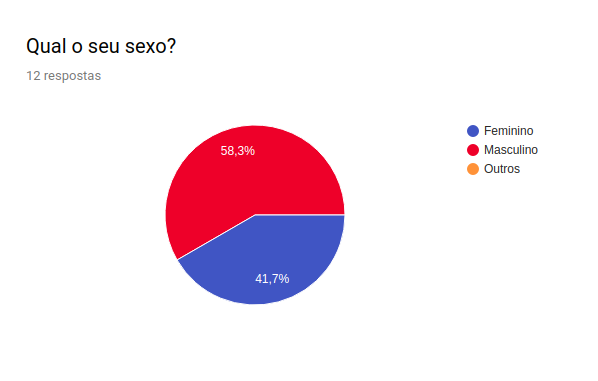 Qual o seu sexo?
12 respostas
58,3%
41,7%
Feminino
Masculino
Outros